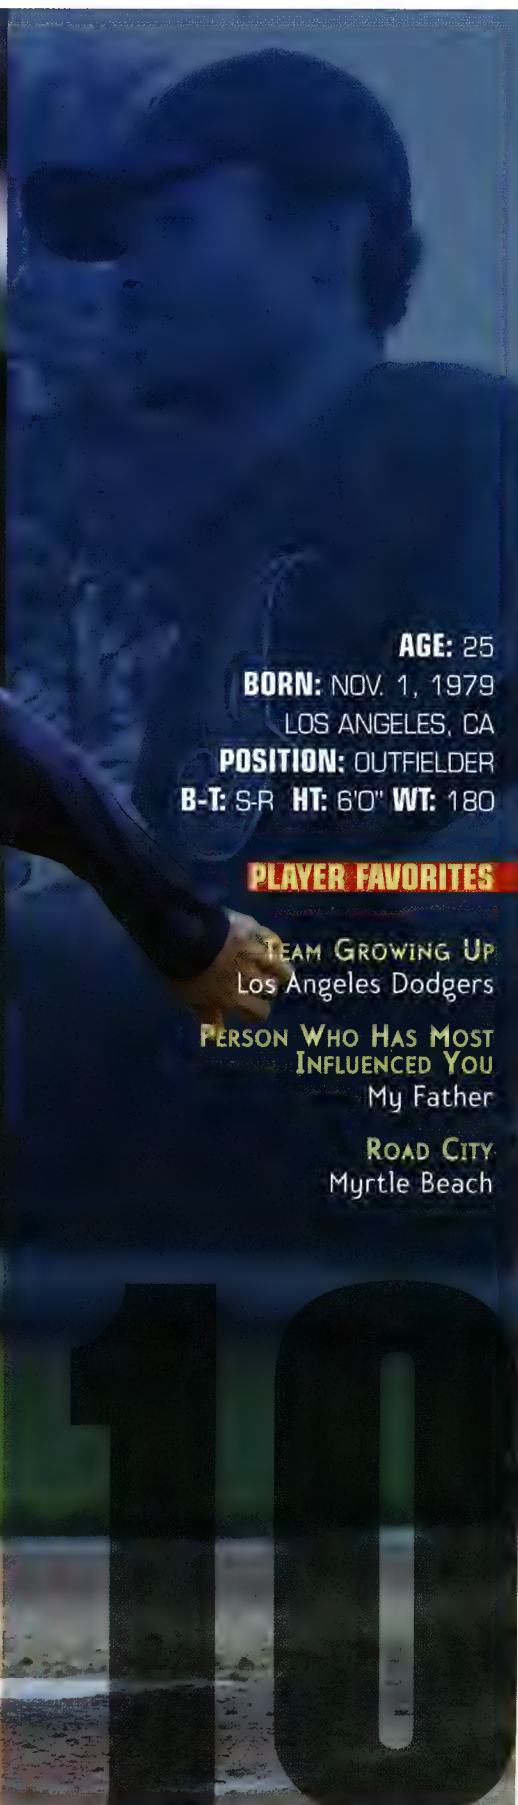 AGE: 25
BORN: NOV. 1, 1979
LOS ANGELES, CA
POSITION: OUTFIELDER
B-T: S-R HT: 6'0" WT: 180
PLAYER FAVORITES
TEAM GROWING UP
Los Angeles Dodgers
PERSON WHO HAS MOST
INFLUENCED YOU
My Father
ROAD CITY
Myrtle Beach
10